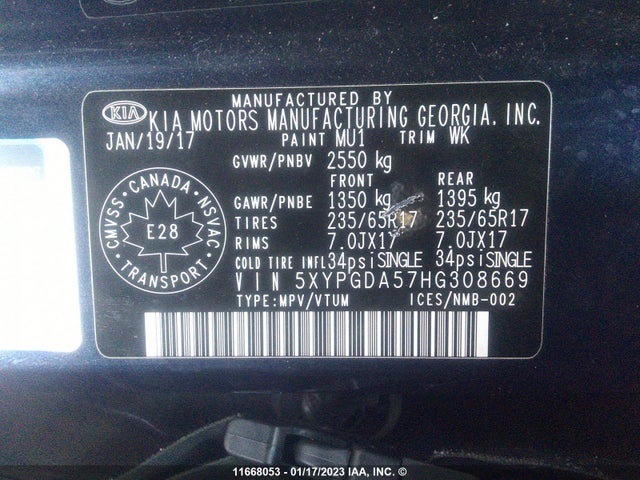 MANUFACTURED BY
KIA KIA MOTORS MANUFACTURING GEORGIA, INC.
JAN/19/17 PAINT MU1 TRIM WK
GVWR/PNBV 2550 kg
FRONT REAR
GAWR/PNBE 1350 kg 1395 kg
TIRES 235/65R17 235/65R17
RIMS 7.0JX17 7.0JX17
COLD TIRE INFL 34psiSINGLE 34psiSINGLE
VIN 5XYPGDA57HG308669
TYPE:MPV/VTUM ICES/NMB-002
CANADA
CMVSS NSVAC
E28
TRANSPORT
11668053 - 01/17/2023 IAA, INC. ©